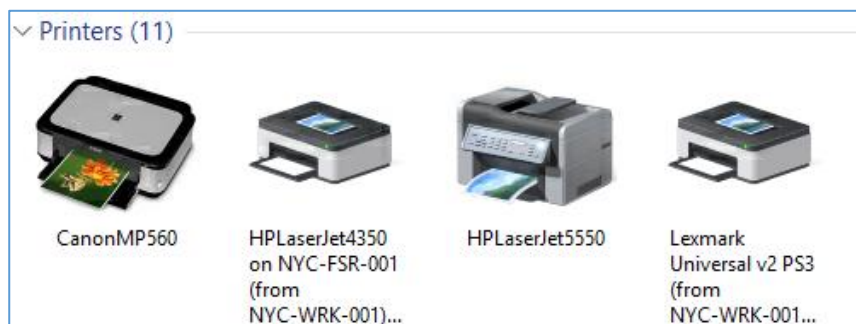 Printers (11)
CanonMP560
HPLaserJet4350
on NYC-FSR-001
(from
NYC-WRK-001)...
HPLaserJet5550
Lexmark
Universal v2 PS3
(from
NYC-WRK-001...